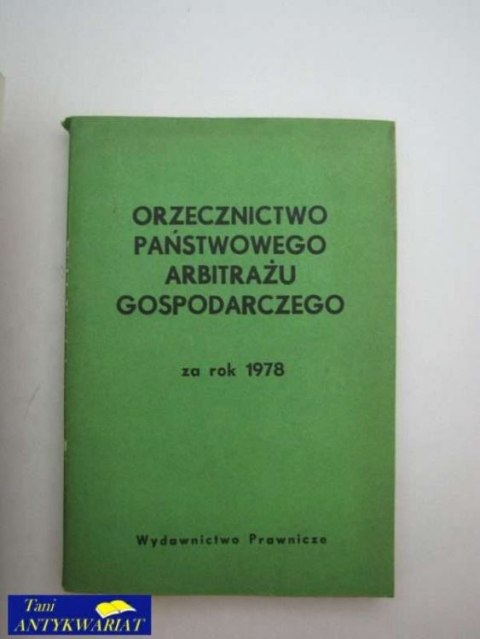 ORZECZNICTWO
PAŃSTWOWEGO
ARBITRAŻU
GOSPODARCZEGO
za rok 1978
Wydawnictwo Prawnicze
Tani
ANTYKWARIAT